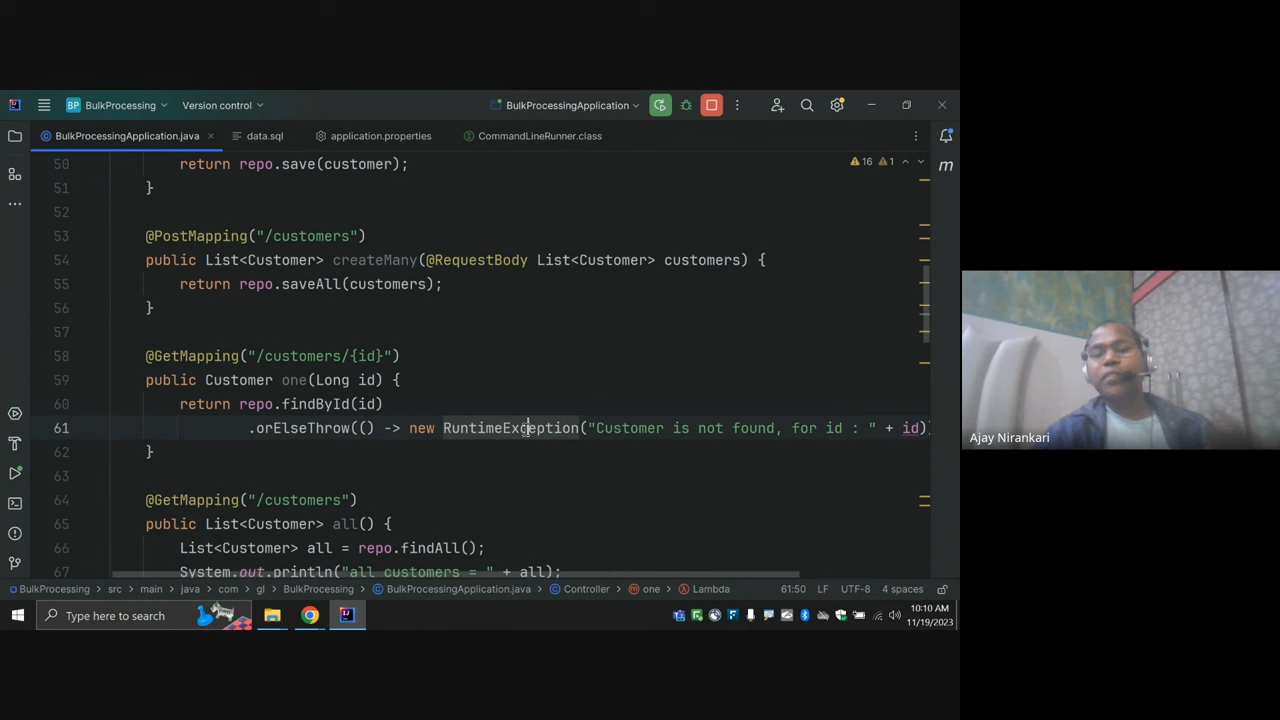 BP BulkProcessing Version control BulkProcessingApplication
BulkProcessingApplication.java data.sql application.properties CommandLineRunner.class
50 return repo.save(customer); 16 1
51 }
52
53 @PostMapping("/customers")
54 public List<Customer> createMany(@RequestBody List<Customer> customers) {
55 return repo.saveAll(customers);
56 }
57
58 @GetMapping("/customers/{id}")
59 public Customer one(Long id) {
60 return repo.findById(id)
61 .orElseThrow(() -> new RuntimeException("Customer is not found, for id : " + id)
62 }
63
64 @GetMapping("/customers")
65 public List<Customer> all() {
66 List<Customer> all = repo.findAll();
67 System.out.println("all customers = " + all);
BulkProcessing > src > main > java > com > gl > BulkProcessing > BulkProcessingApplication.java > Controller > one > Lambda 61:50 LF UTF-8 4 spaces
Type here to search
10:10 AM
11/19/2023
Ajay Nirankari